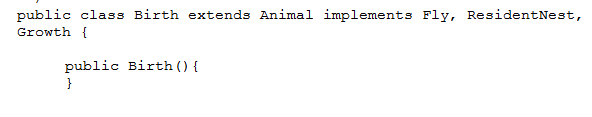 public class Birth extends Animal implements Fly, ResidentNest,
Growth {
public Birth(){
}